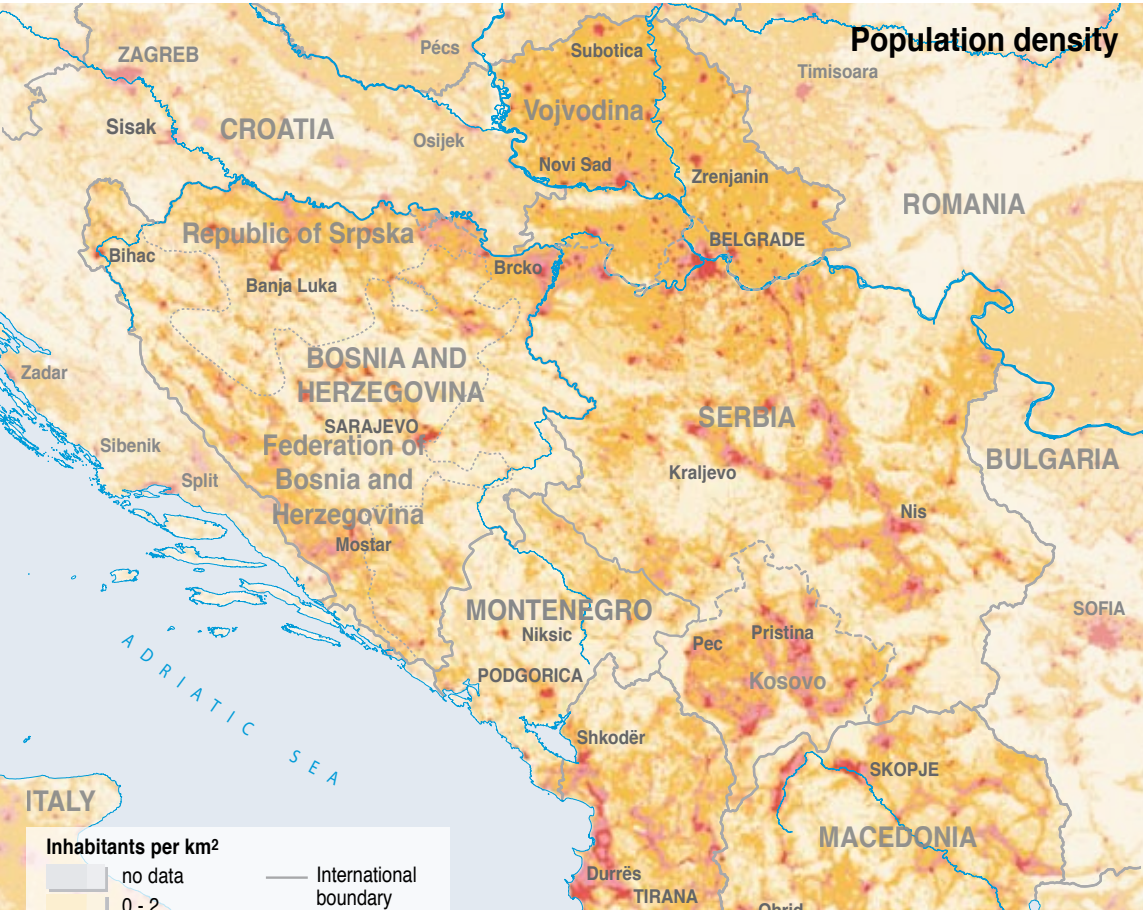 Population density
Subotica
Pécs
ZAGREB
Timisoara
Vojvodina
Sisak
CROATIA
Osijek
Novi Sad
Zrenjanin
ROMANIA
Republic of Srpska
BELGRADE
Bihac
Brcko
Banja Luka
BOSNIA AND
HERZEGOVINA
Zadar
SERBIA
SARAJEVO
Federation of
Bosnia and
Herzegovina
Sibenik
BULGARIA
Kraljevo
Split
Nis
Mostar
MONTENEGRO
SOFIA
Niksic
Pristina
Pec
PODGORICA
Kosovo
ADRIATIC SEA
Shkodër
SKOPJE
ITALY
MACEDONIA
Inhabitants per km2
no data
International
boundary
0 - 2
Durrës
TIRANA
Ohrid